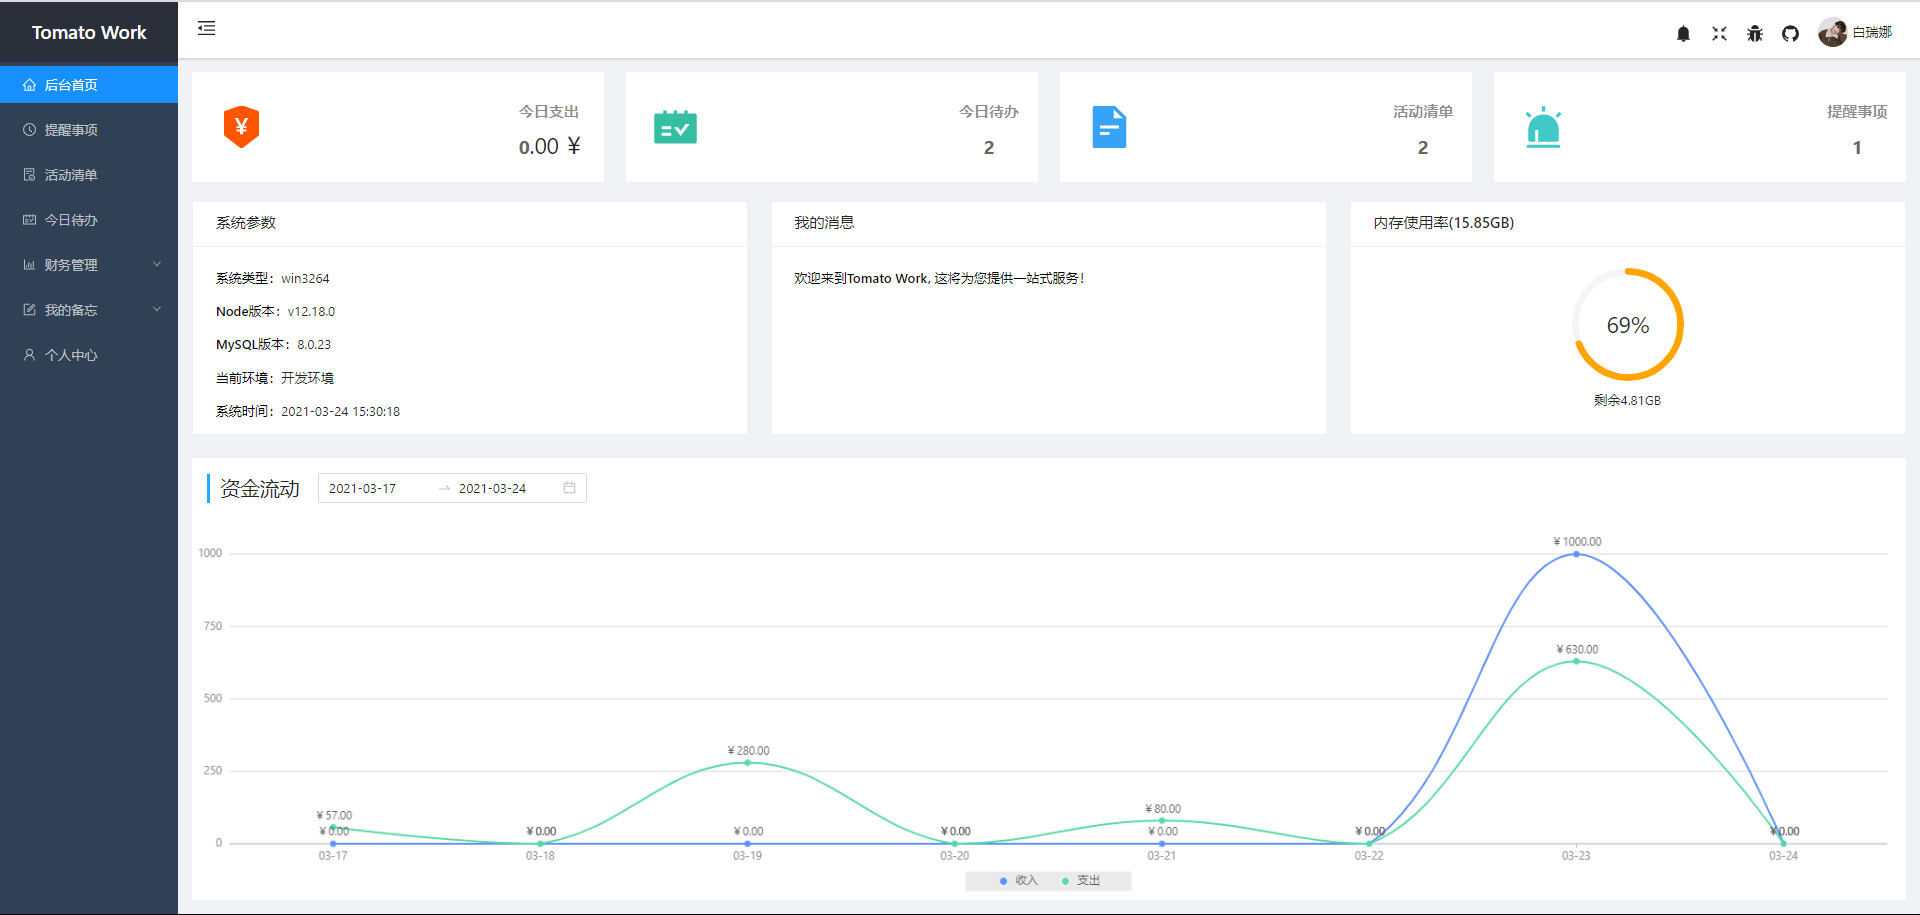 Tomato Work
白瑞娜
后台首页
提醒事项
活动清单
今日待办
财务管理
我的备忘
个人中心
今日支出
0.00 ¥
今日待办
2
活动清单
2
提醒事项
1
系统参数
系统类型：win3264
Node版本：v12.18.0
MySQL版本：8.0.23
当前环境：开发环境
系统时间：2021-03-24 15:30:18
我的消息
欢迎来到Tomato Work, 这将为您提供一站式服务！
内存使用率(15.85GB)
69%
剩余4.81GB
资金流动
2021-03-17 → 2021-03-24
1000
750
500
250
0
¥ 57.00
¥ 0.00
¥ 0.00
¥ 280.00
¥ 0.00
¥ 0.00
¥ 80.00
¥ 0.00
¥ 0.00
¥ 1000.00
¥ 630.00
¥ 0.00
03-17
03-18
03-19
03-20
03-21
03-22
03-23
03-24
收入
支出